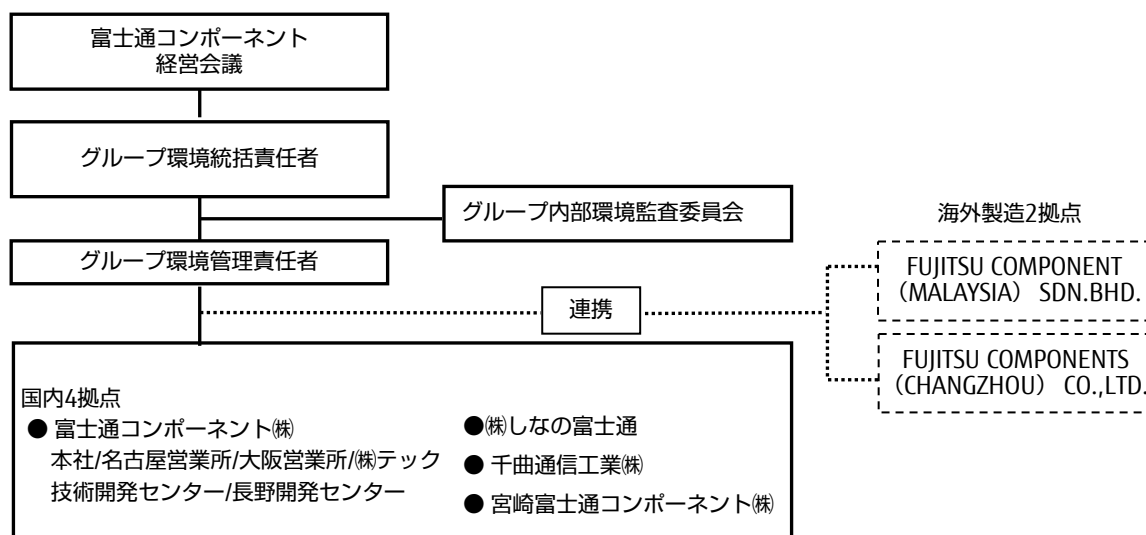 富士通コンポーネント
経営会議
グループ環境統括責任者
グループ内部環境監査委員会
グループ環境管理責任者
連携
海外製造2拠点
FUJITSU COMPONENT
（MALAYSIA） SDN.BHD.
FUJITSU COMPONENTS
（CHANGZHOU） CO.,LTD.
国内4拠点
● 富士通コンポーネント㈱
本社/名古屋営業所/大阪営業所/㈱テック
技術開発センター/長野開発センター
●㈱しなの富士通
● 千曲通信工業㈱
● 宮崎富士通コンポーネント㈱